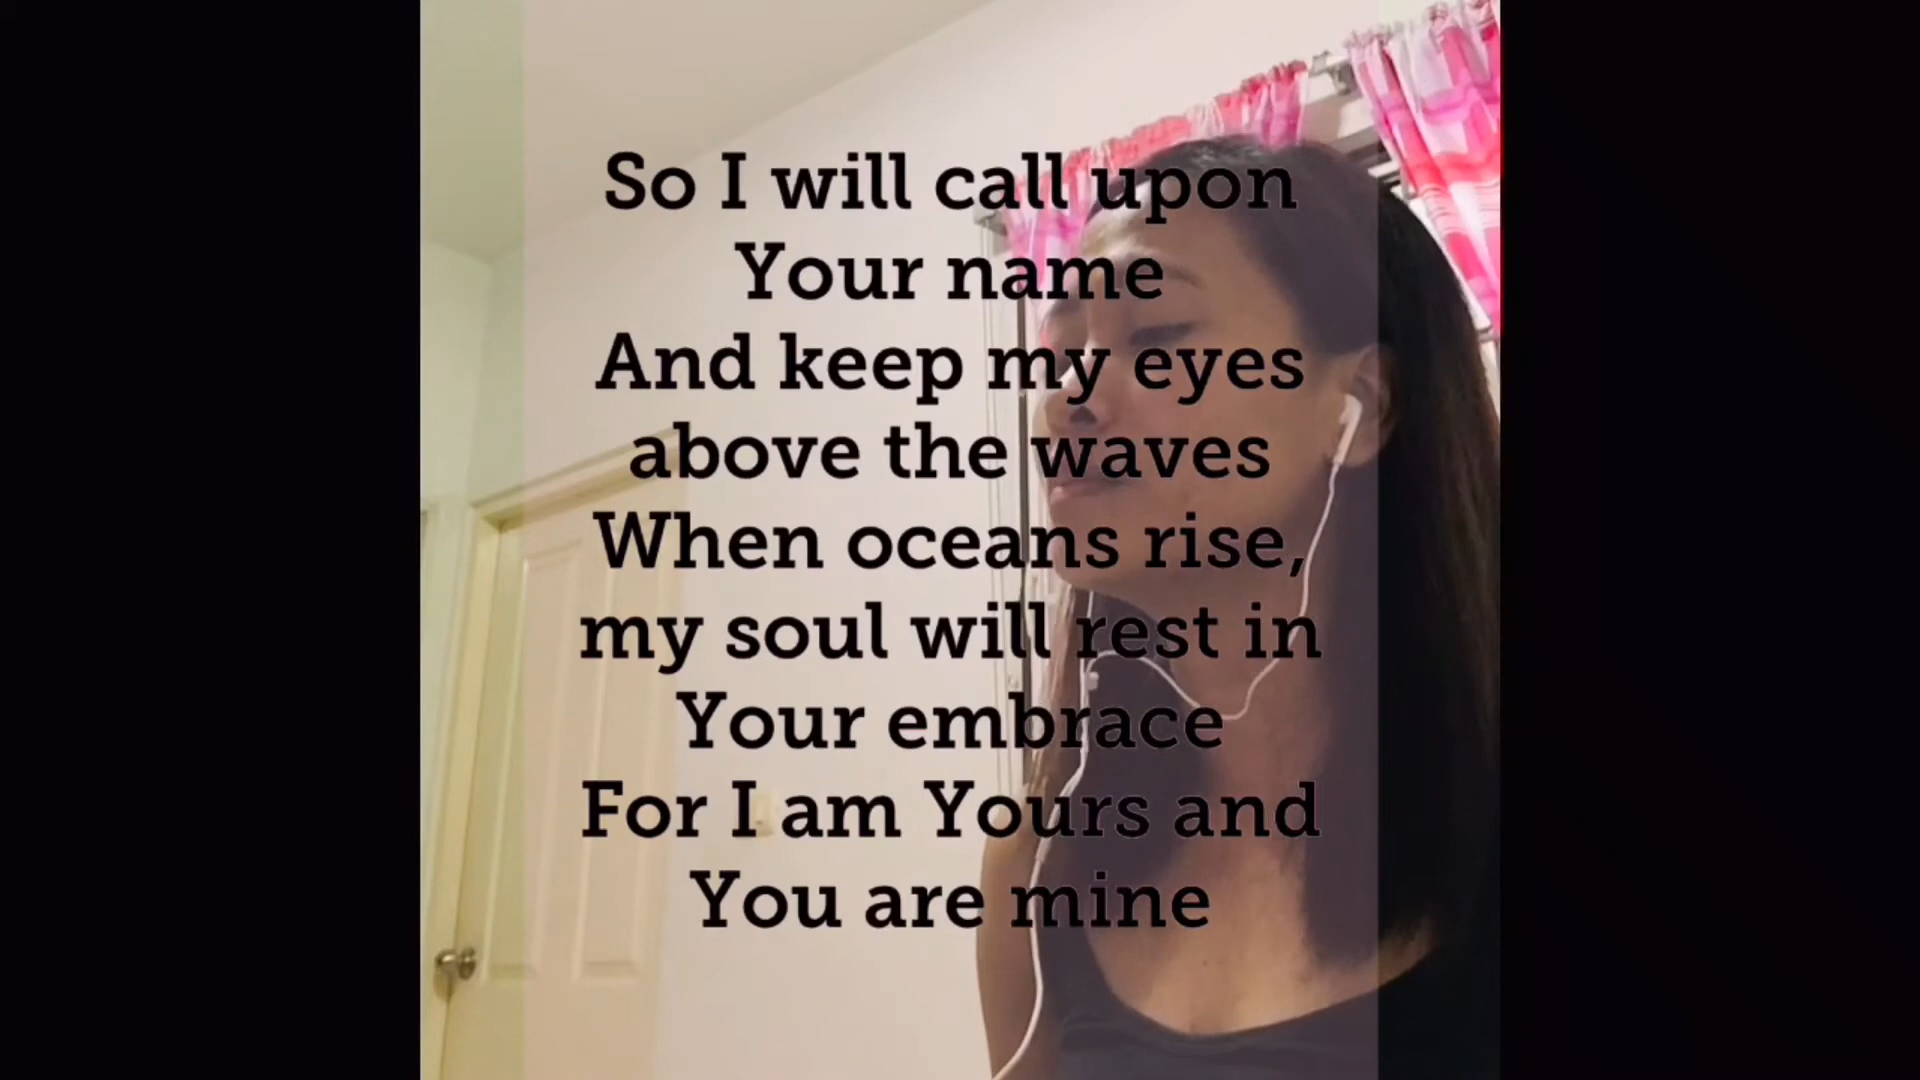 So I will call upon
Your name
And keep my eyes
above the waves
When oceans rise,
my soul will rest in
Your embrace
For I am Yours and
You are mine